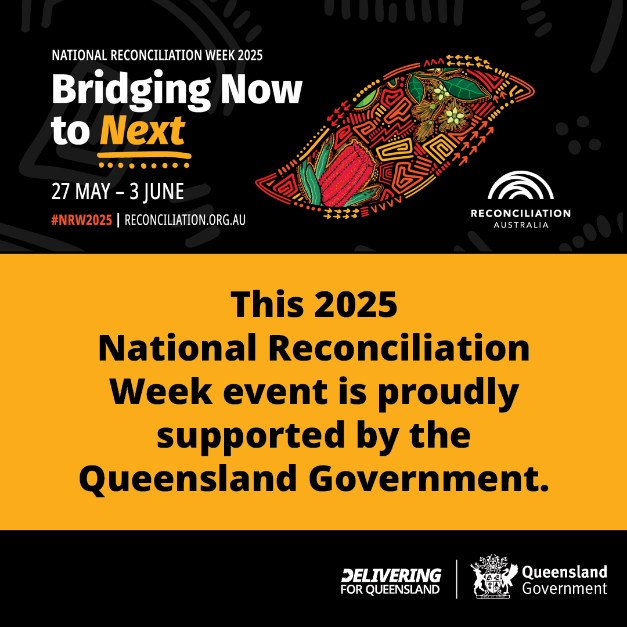 NATIONAL RECONCILIATION WEEK 2025
Bridging Now
to Next
27 MAY – 3 JUNE
#NRW2025 | RECONCILIATION.ORG.AU
RECONCILIATION
AUSTRALIA
This 2025
National Reconciliation
Week event is proudly
supported by the
Queensland Government.
DELIVERING
FOR QUEENSLAND
Queensland
Government